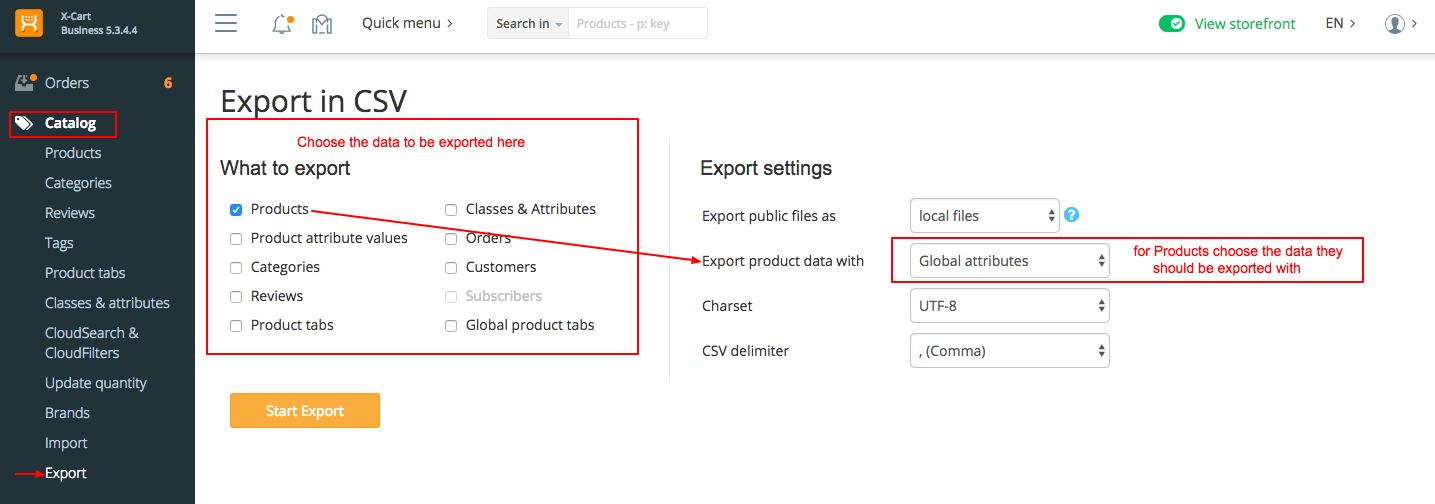 X-Cart
Business 5.3.4.4
Quick menu
Search in
Products - p: key
View storefront
EN
Orders 6
Catalog
Products
Categories
Reviews
Tags
Product tabs
Classes & attributes
CloudSearch &
CloudFilters
Update quantity
Brands
Import
Export
Export in CSV
Choose the data to be exported here
What to export
Products
Classes & Attributes
Product attribute values
Orders
Categories
Customers
Reviews
Subscribers
Product tabs
Global product tabs
Start Export
Export settings
Export public files as
local files
?
Export product data with
Global attributes
for Products choose the data they
should be exported with
Charset
UTF-8
CSV delimiter
, (Comma)